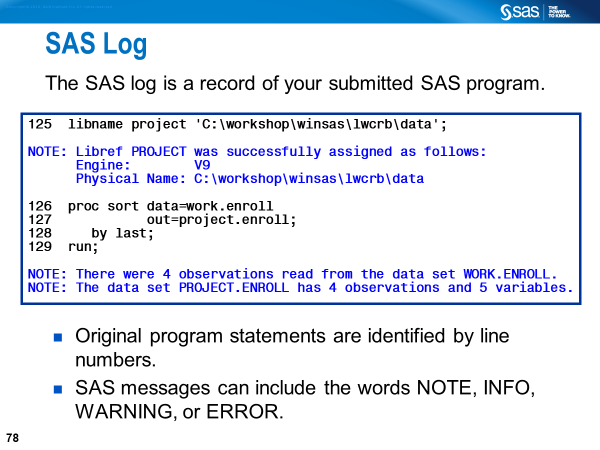 sas THE POWER TO KNOW.
SAS Log
The SAS log is a record of your submitted SAS program.
125  libname project 'C:\workshop\winsas\lwcrb\data';
NOTE: Libref PROJECT was successfully assigned as follows:
      Engine:        V9
      Physical Name: C:\workshop\winsas\lwcrb\data
126  proc sort data=work.enroll
127            out=project.enroll;
128     by last;
129  run;
NOTE: There were 4 observations read from the data set WORK.ENROLL.
NOTE: The data set PROJECT.ENROLL has 4 observations and 5 variables.
■ Original program statements are identified by line
numbers.
■ SAS messages can include the words NOTE, INFO,
WARNING, or ERROR.
78